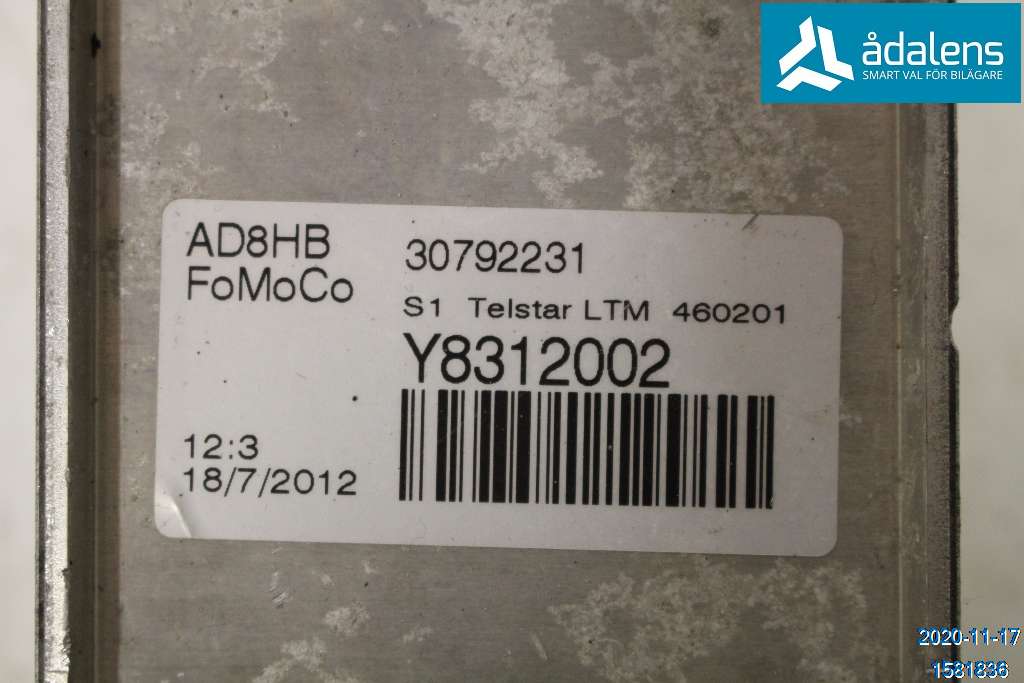 ådalens
SMART VAL FÖR BILÄGARE
AD8HB
FoMoCo
30792231
S1 Telstar LTM 460201
Y8312002
12:3
18/7/2012
2020-11-17
1581836